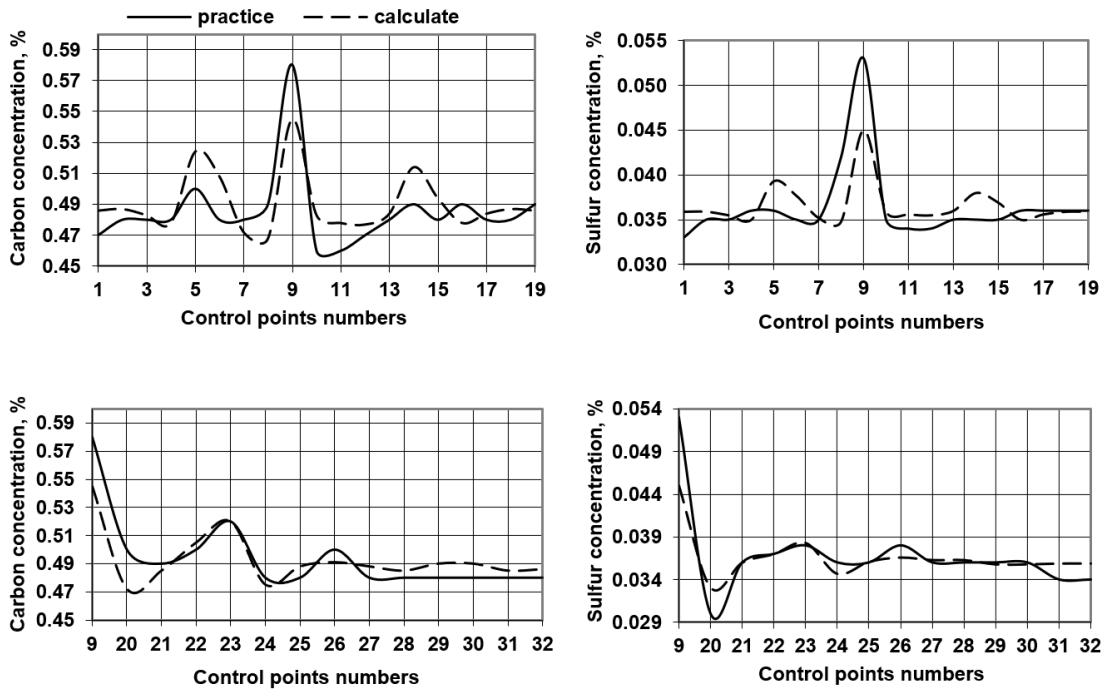 practice calculate
Carbon concentration, %
0.59
0.57
0.55
0.53
0.51
0.49
0.47
0.45
1 3 5 7 9 11 13 15 17 19
Control points numbers
Sulfur concentration, %
0.055
0.050
0.045
0.040
0.035
0.030
1 3 5 7 9 11 13 15 17 19
Control points numbers
Carbon concentration, %
0.59
0.57
0.55
0.53
0.51
0.49
0.47
0.45
9 20 21 22 23 24 25 26 27 28 29 30 31 32
Control points numbers
Sulfur concentration, %
0.054
0.049
0.044
0.039
0.034
0.029
9 20 21 22 23 24 25 26 27 28 29 30 31 32
Control points numbers